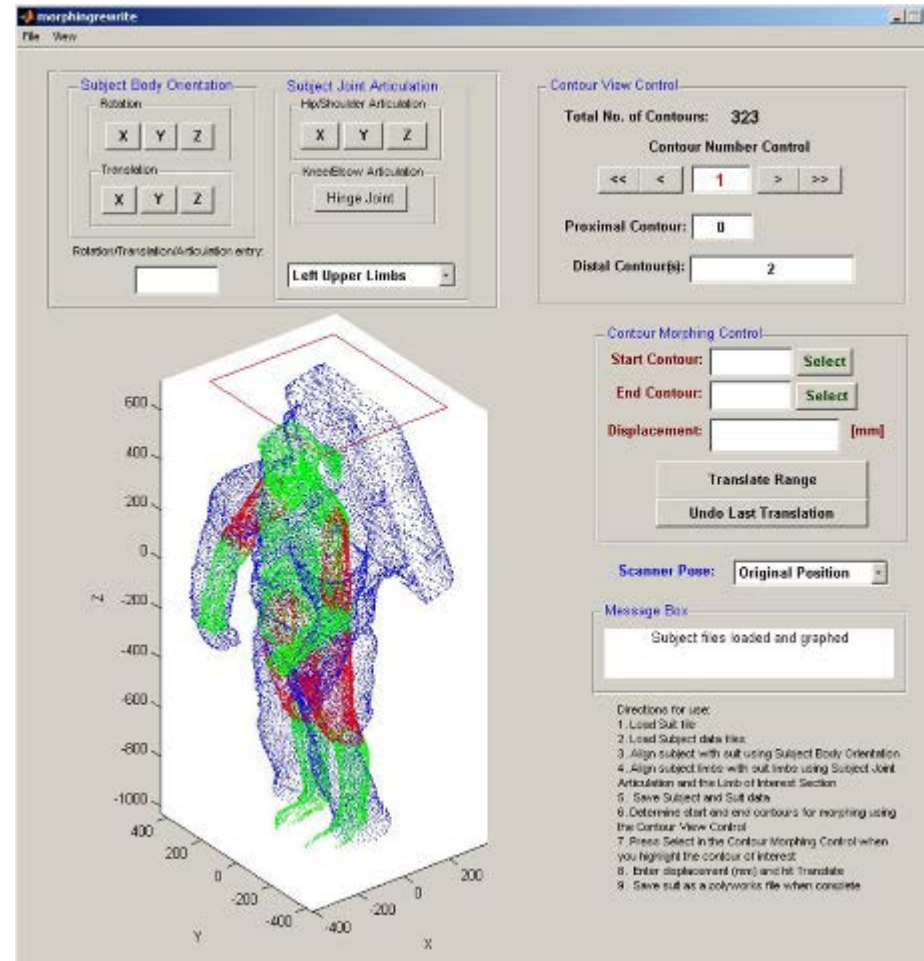 morphingrewrite
File View
Subject Body Orientation
Rotation
X Y Z
Translation
X Y Z
Rotation/Translation/Articulation entry:
Subject Joint Articulation
Hip/Shoulder Articulation
X Y Z
Knee/Elbow Articulation
Hinge Joint
Left Upper Limbs
Contour View Control
Total No. of Contours: 323
Contour Number Control
<< < 1 > >>
Proximal Contour: 0
Distal Contour(s): 2
Contour Morphing Control
Start Contour: Select
End Contour: Select
Displacement: [mm]
Translate Range
Undo Last Translation
Scanner Pose: Original Position
Message Box
Subject files loaded and graphed
Directions for use:
1. Load Suit file
2. Load Subject data files
3. Align subject with suit using Subject Body Orientation
4. Align subject limbs with suit limbs using Subject Joint
Articulation and the Limb of Interest Section
5. Save Subject and Suit data
6. Determine start and end contours for morphing using
the Contour View Control
7. Press Select in the Contour Morphing Control when
you highlight the contour of interest
8. Enter displacement (mm) and hit Translate
9. Save suit as a polyworks file when complete
600
400
200
0
-200
-400
-600
-800
-1000
Z
400
200
0
-200
-400
Y
-400
-200
0
200
X